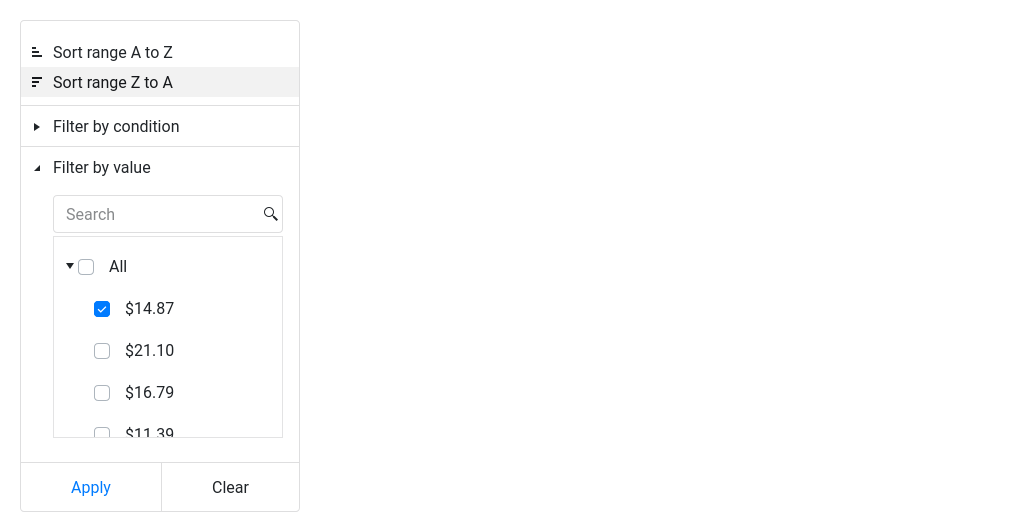 Sort range A to Z
Sort range Z to A
Filter by condition
Filter by value
Search
All
$14.87
$21.10
$16.79
$11.39
Apply
Clear